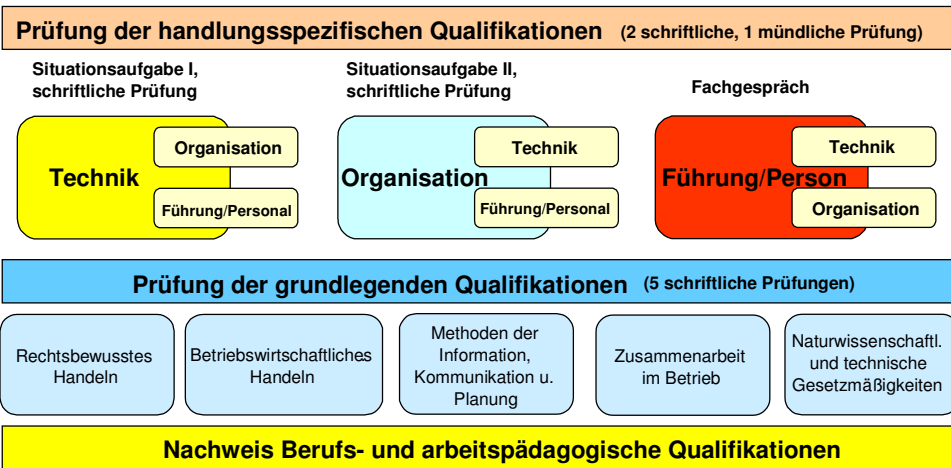 Prüfung der handlungsspezifischen Qualifikationen (2 schriftliche, 1 mündliche Prüfung)
Situationsaufgabe I,
schriftliche Prüfung
Technik
Organisation
Führung/Personal
Situationsaufgabe II,
schriftliche Prüfung
Organisation
Technik
Führung/Personal
Fachgespräch
Führung/Person
Technik
Organisation
Prüfung der grundlegenden Qualifikationen (5 schriftliche Prüfungen)
Rechtsbewusstes
Handeln
Betriebswirtschaftliches
Handeln
Methoden der
Information,
Kommunikation u.
Planung
Zusammenarbeit
im Betrieb
Naturwissenschaftl.
und technische
Gesetzmäßigkeiten
Nachweis Berufs- und arbeitspädagogische Qualifikationen